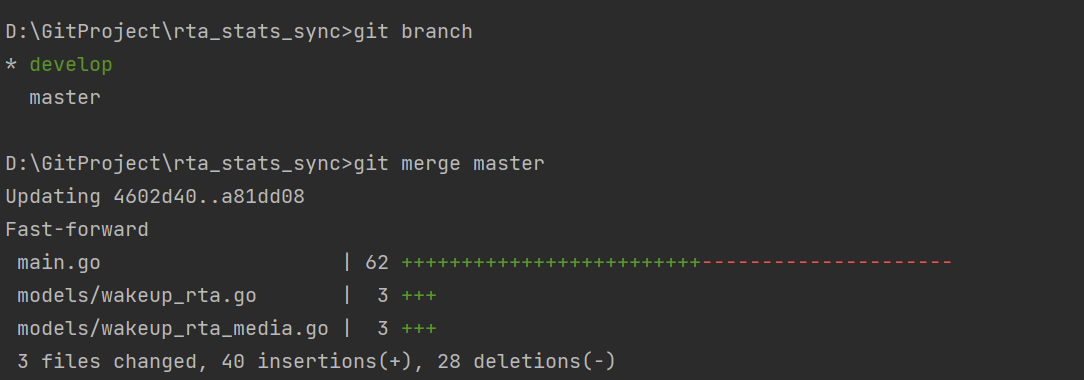 D:\GitProject\rta_stats_sync>git branch
* develop
  master
D:\GitProject\rta_stats_sync>git merge master
Updating 4602d40..a81dd08
Fast-forward
 main.go                    | 62 +++++++++++++++++++++++++---------------------
 models/wakeup_rta.go       |  3 +++
 models/wakeup_rta_media.go |  3 +++
 3 files changed, 40 insertions(+), 28 deletions(-)